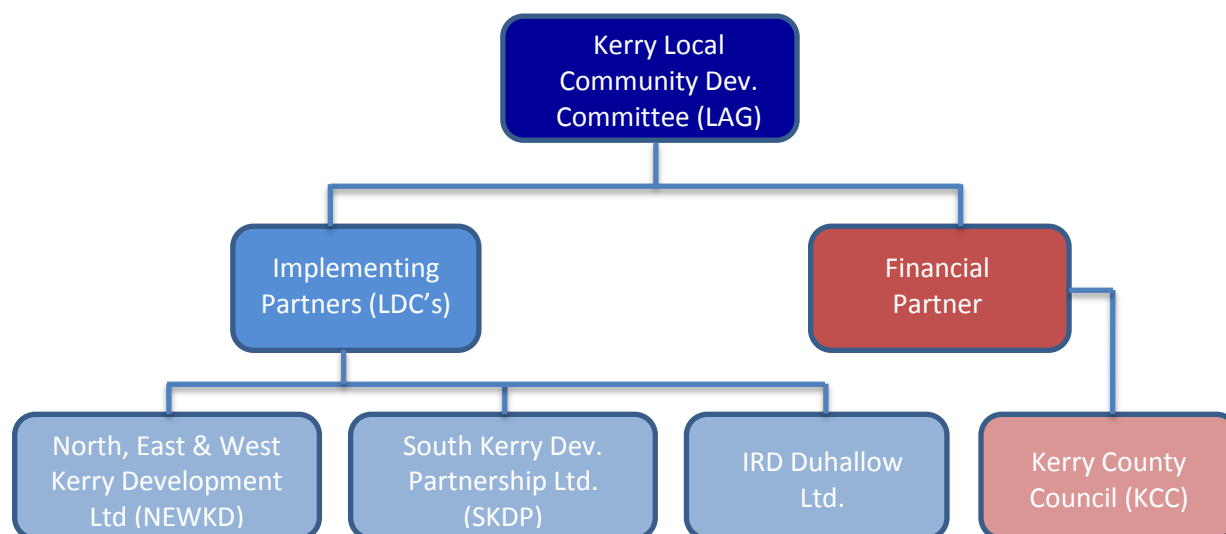 Kerry Local
Community Dev.
Committee (LAG)
Implementing
Partners (LDC’s)
Financial
Partner
North, East & West
Kerry Development
Ltd (NEWKD)
South Kerry Dev.
Partnership Ltd.
(SKDP)
IRD Duhallow
Ltd.
Kerry County
Council (KCC)